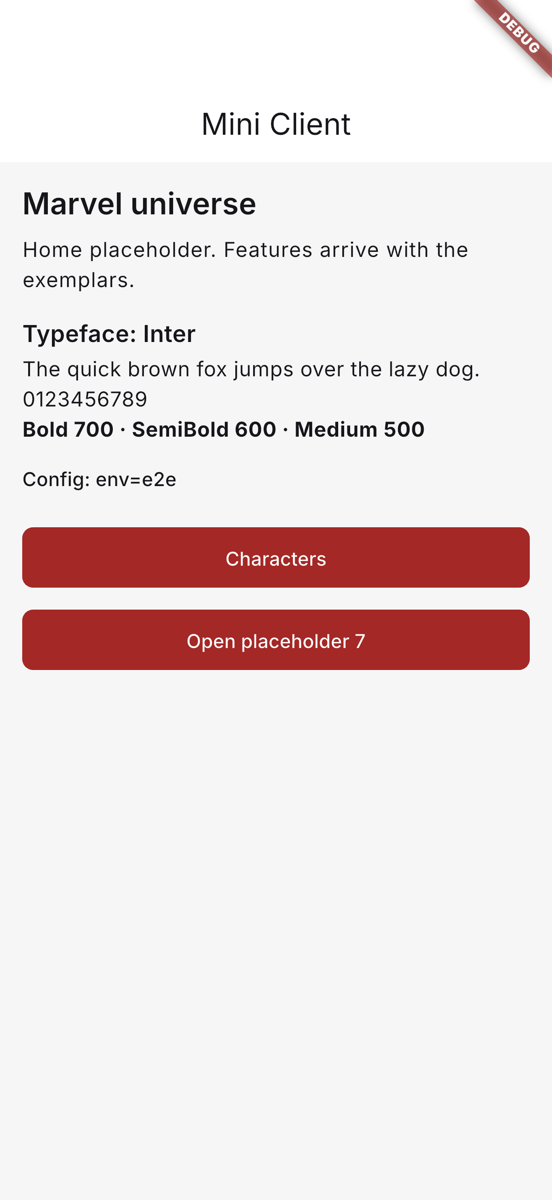 DEBUG
Mini Client
Marvel universe
Home placeholder. Features arrive with the
exemplars.
Typeface: Inter
The quick brown fox jumps over the lazy dog.
0123456789
Bold 700 · SemiBold 600 · Medium 500
Config: env=e2e
Characters
Open placeholder 7